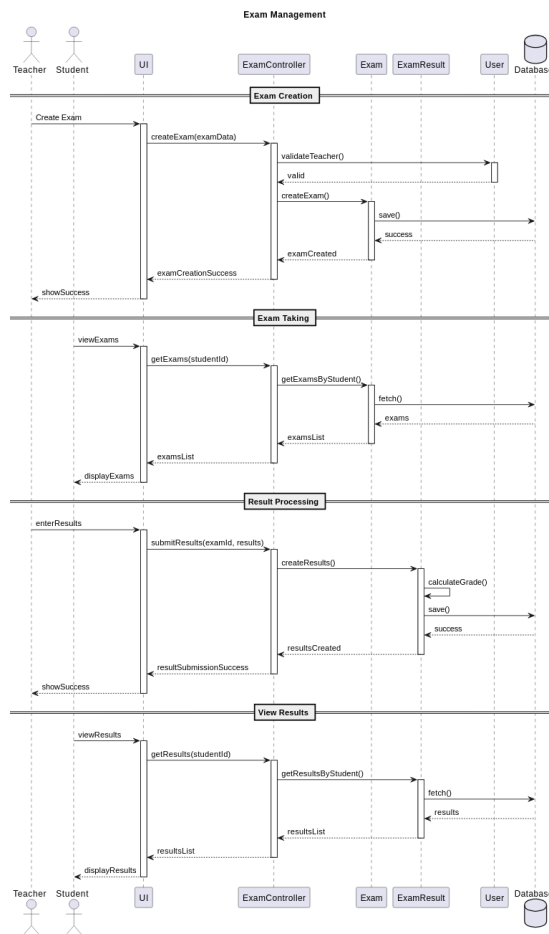 Exam Management
Teacher Student UI ExamController Exam ExamResult User Database
Exam Creation
Create Exam
createExam(examData)
validateTeacher()
valid
createExam()
save()
success
examCreated
examCreationSuccess
showSuccess
Exam Taking
viewExams
getExams(studentId)
getExamsByStudent()
fetch()
exams
examsList
examsList
displayExams
Result Processing
enterResults
submitResults(examId, results)
createResults()
calculateGrade()
save()
success
resultsCreated
resultSubmissionSuccess
showSuccess
View Results
viewResults
getResults(studentId)
getResultsByStudent()
fetch()
results
resultsList
resultsList
displayResults
Teacher Student UI ExamController Exam ExamResult User Database